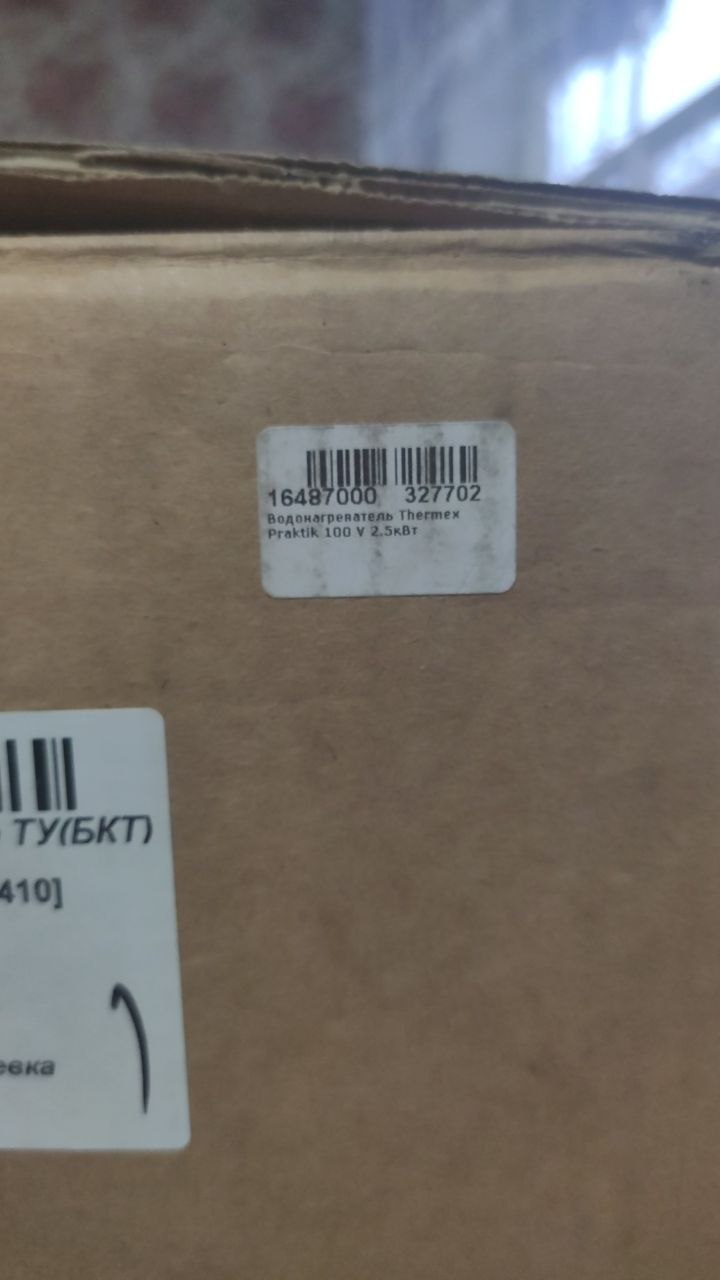 16487000 327702
Водонагреватель Thermex
Praktik 100 V 2.5кВт
ТУ(БКТ)
410]
евка